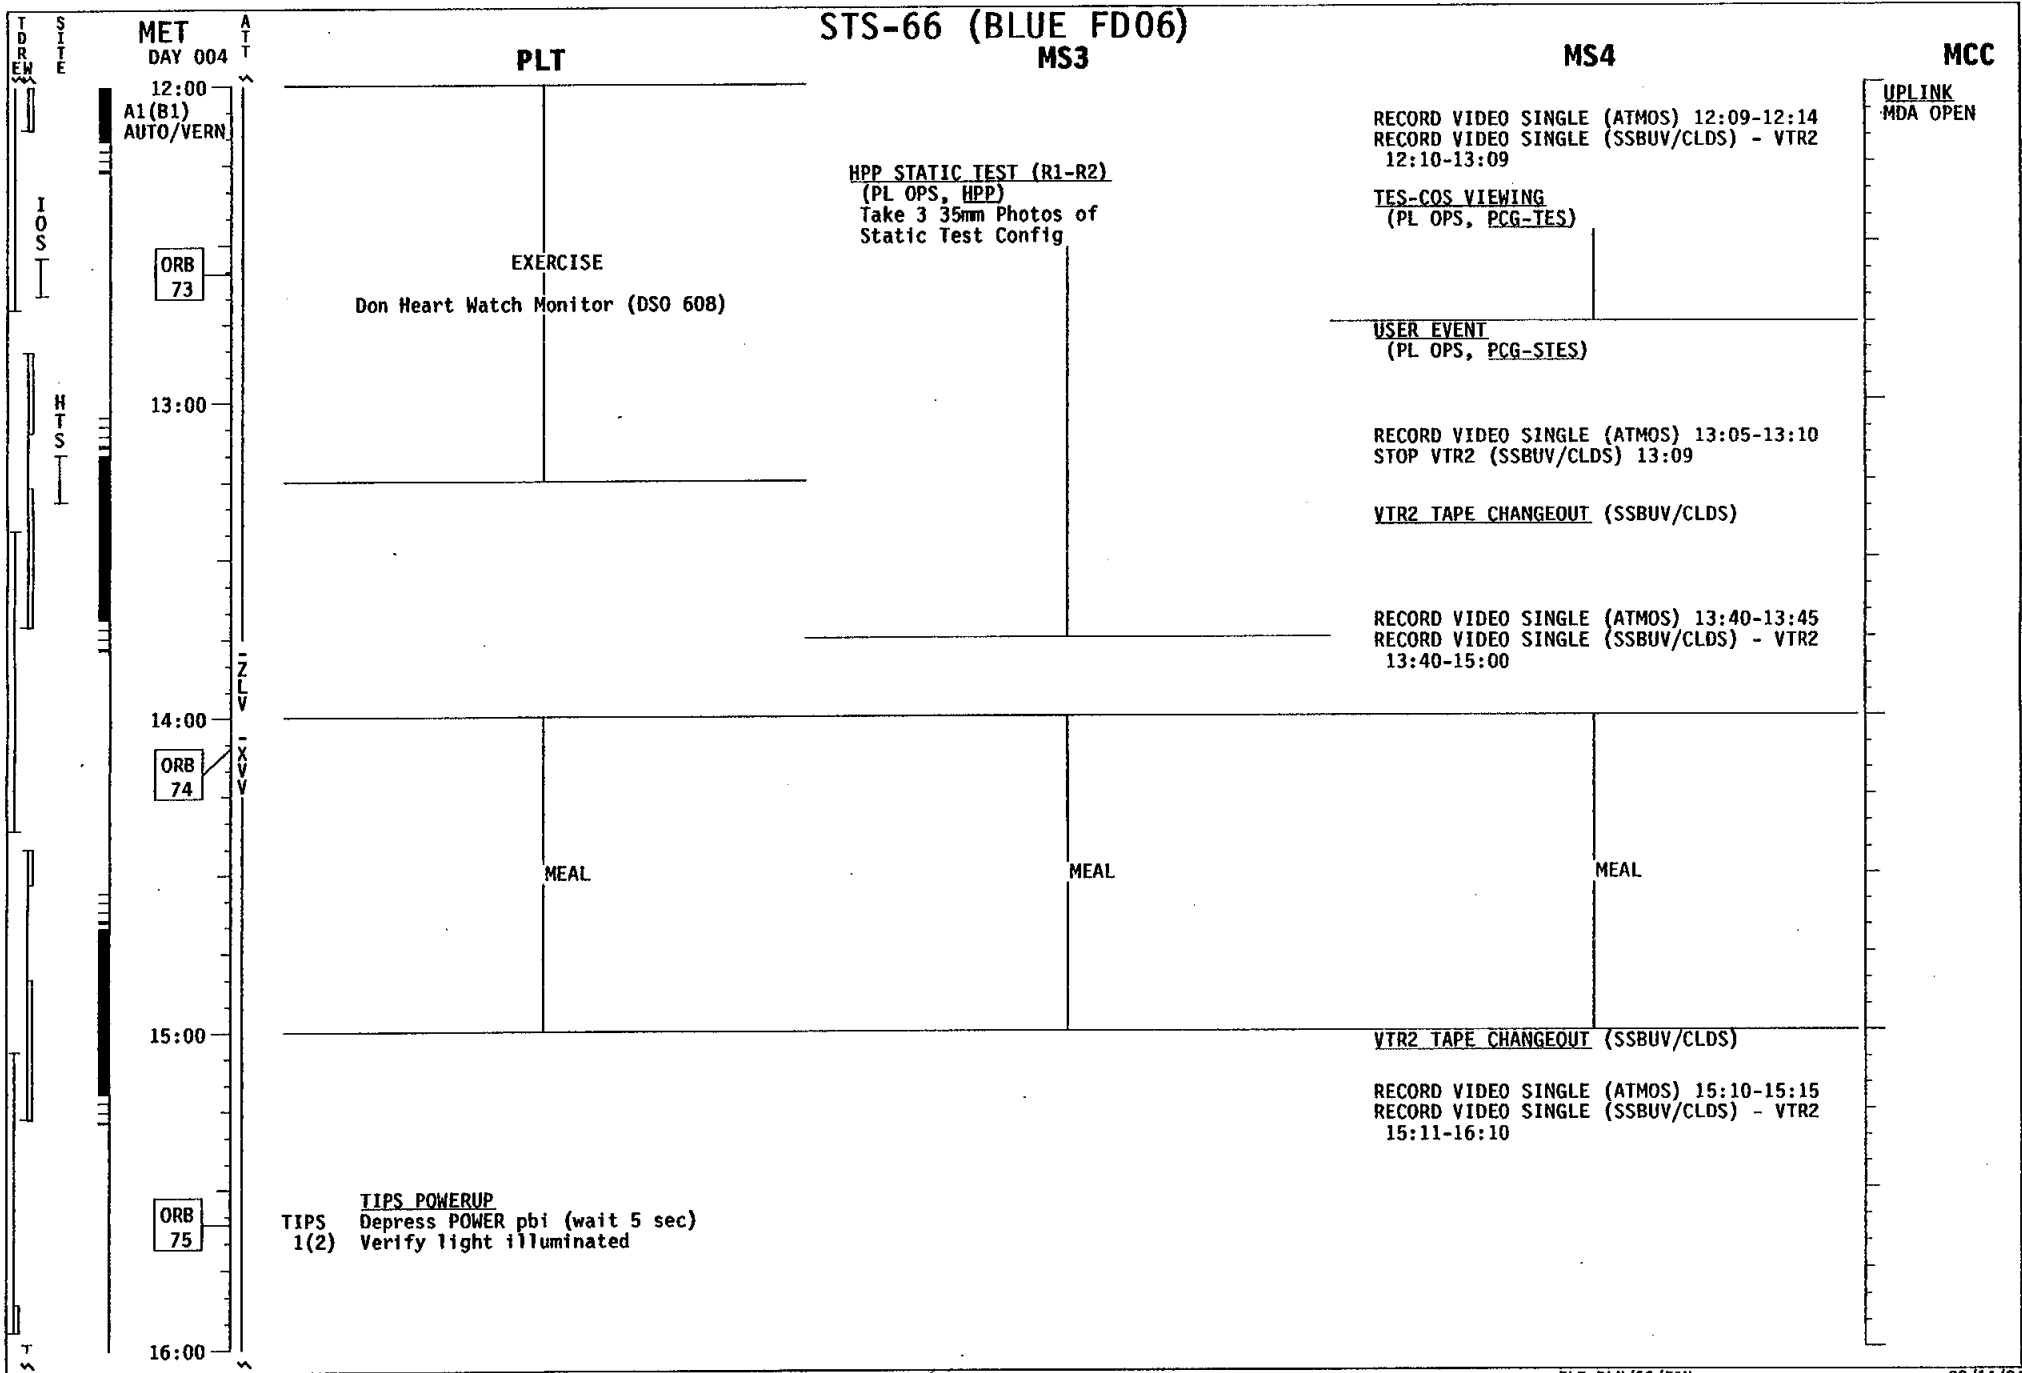 STS-66 (BLUE FD06)
TDRW
E W
SITE
MET
DAY 004
ATT
PLT
MS3
MS4
MCC
12:00
A1(B1)
AUTO/VERN
IOS
ORB
73
HTS
13:00
-ZLV
14:00
-XVV
ORB
74
15:00
ORB
75
16:00
T
EXERCISE
Don Heart Watch Monitor (DSO 608)
MEAL
TIPS POWERUP
TIPS Depress POWER pbi (wait 5 sec)
1(2) Verify light illuminated
HPP STATIC TEST (R1-R2)
(PL OPS, HPP)
Take 3 35mm Photos of
Static Test Config
MEAL
RECORD VIDEO SINGLE (ATMOS) 12:09-12:14
RECORD VIDEO SINGLE (SSBUV/CLDS) - VTR2
12:10-13:09
TES-COS VIEWING
(PL OPS, PCG-TES)
USER EVENT
(PL OPS, PCG-STES)
RECORD VIDEO SINGLE (ATMOS) 13:05-13:10
STOP VTR2 (SSBUV/CLDS) 13:09
VTR2 TAPE CHANGEOUT (SSBUV/CLDS)
RECORD VIDEO SINGLE (ATMOS) 13:40-13:45
RECORD VIDEO SINGLE (SSBUV/CLDS) - VTR2
13:40-15:00
MEAL
VTR2 TAPE CHANGEOUT (SSBUV/CLDS)
RECORD VIDEO SINGLE (ATMOS) 15:10-15:15
RECORD VIDEO SINGLE (SSBUV/CLDS) - VTR2
15:11-16:10
UPLINK
MDA OPEN